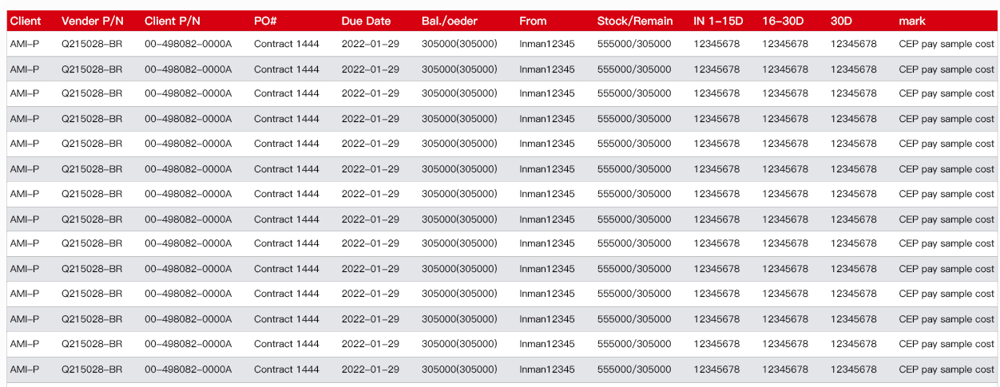 Client Vender P/N Client P/N PO# Due Date Bal./oeder From Stock/Remain IN 1-15D 16-30D 30D mark
AMI-P Q215028-BR 00-498082-0000A Contract 1444 2022-01-29 305000(305000) Inman12345 555000/305000 12345678 12345678 12345678 CEP pay sample cost
AMI-P Q215028-BR 00-498082-0000A Contract 1444 2022-01-29 305000(305000) Inman12345 555000/305000 12345678 12345678 12345678 CEP pay sample cost
AMI-P Q215028-BR 00-498082-0000A Contract 1444 2022-01-29 305000(305000) Inman12345 555000/305000 12345678 12345678 12345678 CEP pay sample cost
AMI-P Q215028-BR 00-498082-0000A Contract 1444 2022-01-29 305000(305000) Inman12345 555000/305000 12345678 12345678 12345678 CEP pay sample cost
AMI-P Q215028-BR 00-498082-0000A Contract 1444 2022-01-29 305000(305000) Inman12345 555000/305000 12345678 12345678 12345678 CEP pay sample cost
AMI-P Q215028-BR 00-498082-0000A Contract 1444 2022-01-29 305000(305000) Inman12345 555000/305000 12345678 12345678 12345678 CEP pay sample cost
AMI-P Q215028-BR 00-498082-0000A Contract 1444 2022-01-29 305000(305000) Inman12345 555000/305000 12345678 12345678 12345678 CEP pay sample cost
AMI-P Q215028-BR 00-498082-0000A Contract 1444 2022-01-29 305000(305000) Inman12345 555000/305000 12345678 12345678 12345678 CEP pay sample cost
AMI-P Q215028-BR 00-498082-0000A Contract 1444 2022-01-29 305000(305000) Inman12345 555000/305000 12345678 12345678 12345678 CEP pay sample cost
AMI-P Q215028-BR 00-498082-0000A Contract 1444 2022-01-29 305000(305000) Inman12345 555000/305000 12345678 12345678 12345678 CEP pay sample cost
AMI-P Q215028-BR 00-498082-0000A Contract 1444 2022-01-29 305000(305000) Inman12345 555000/305000 12345678 12345678 12345678 CEP pay sample cost
AMI-P Q215028-BR 00-498082-0000A Contract 1444 2022-01-29 305000(305000) Inman12345 555000/305000 12345678 12345678 12345678 CEP pay sample cost
AMI-P Q215028-BR 00-498082-0000A Contract 1444 2022-01-29 305000(305000) Inman12345 555000/305000 12345678 12345678 12345678 CEP pay sample cost
AMI-P Q215028-BR 00-498082-0000A Contract 1444 2022-01-29 305000(305000) Inman12345 555000/305000 12345678 12345678 12345678 CEP pay sample cost